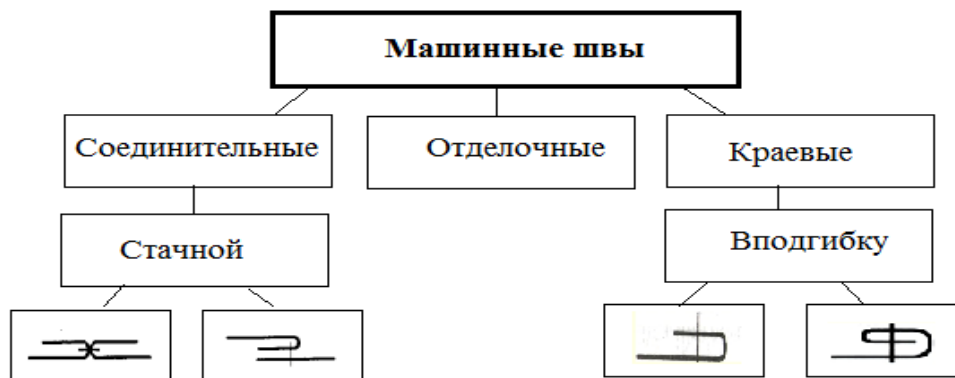 Машинные швы
Соединительные
Отделочные
Краевые
Стачной
Вподгибку